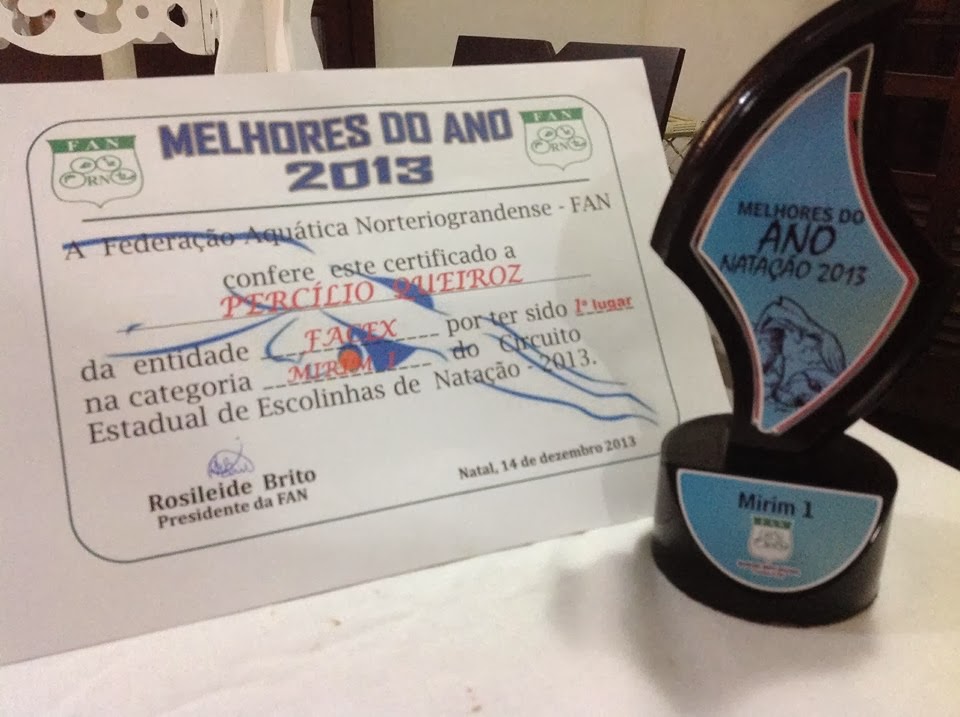 FAN
RN
MELHORES DO ANO
2013
FAN
RN
A Federação Aquática Norteriograndense - FAN
confere este certificado a
PERCÍLIO QUEIROZ
da entidade FACEX por ter sido 1º lugar
na categoria MIRIM 1 do Circuito
Estadual de Escolinhas de Natação - 2013.
Rosileide Brito
Presidente da FAN
Natal, 14 de dezembro 2013
MELHORES DO
ANO
NATAÇÃO 2013
Mirim 1